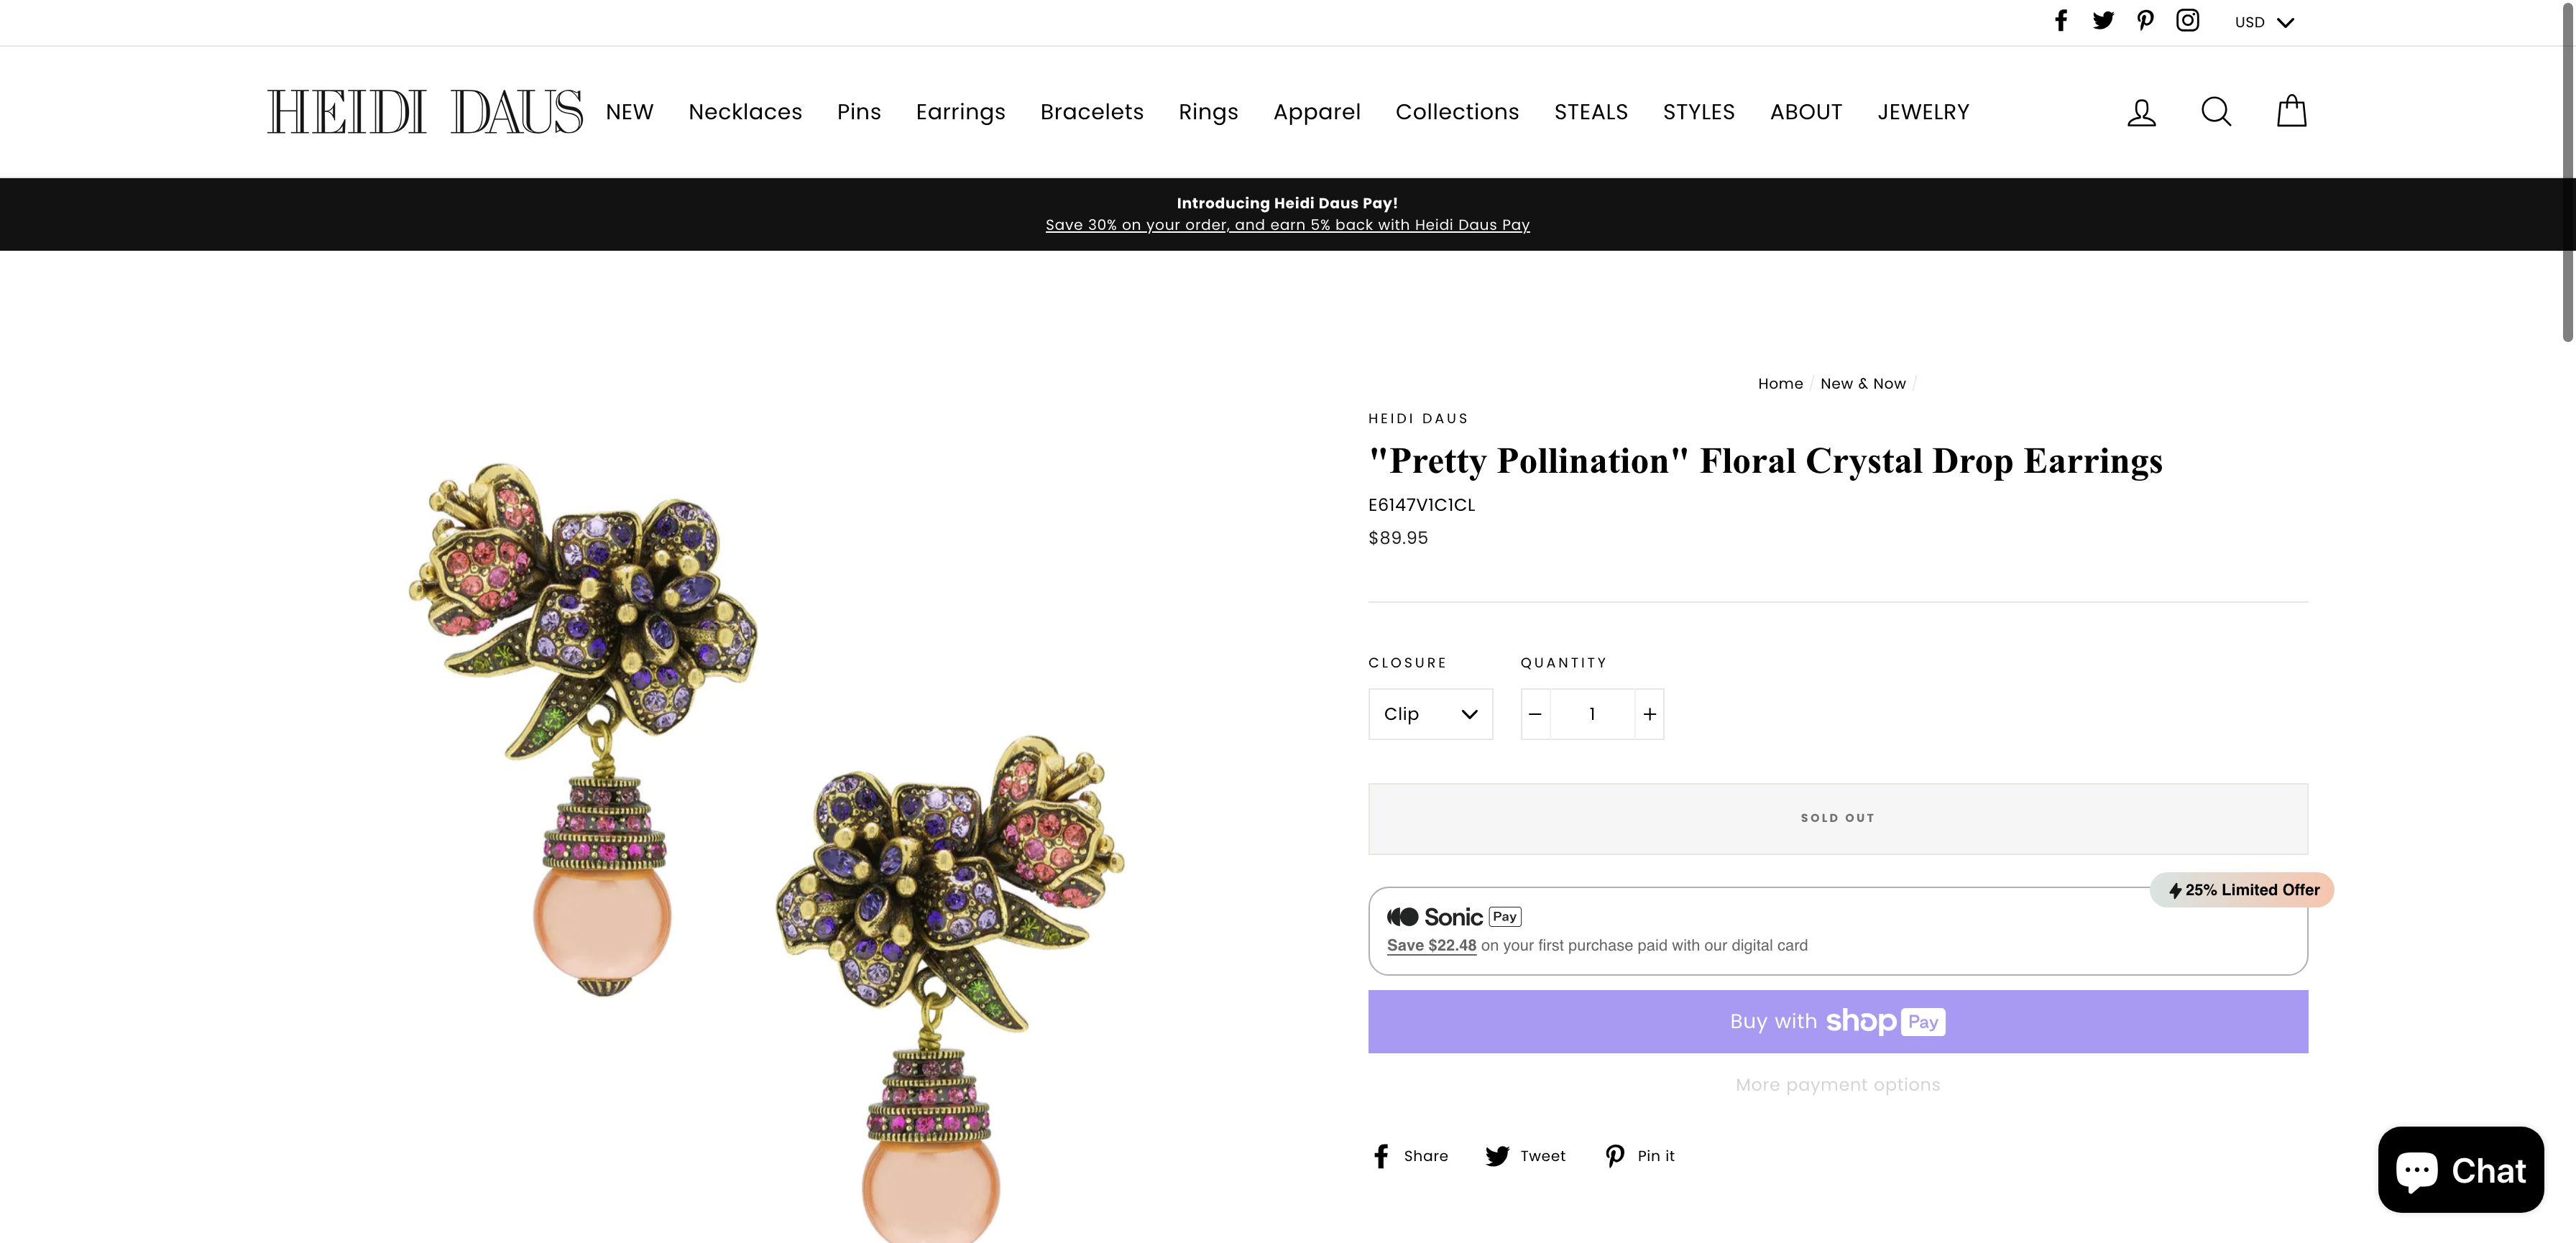 USD
HEIDI DAUS
NEW Necklaces Pins Earrings Bracelets Rings Apparel Collections STEALS STYLES ABOUT JEWELRY
Introducing Heidi Daus Pay!
Save 30% on your order, and earn 5% back with Heidi Daus Pay
Home / New & Now /
HEIDI DAUS
"Pretty Pollination" Floral Crystal Drop Earrings
E6147V1C1CL
$89.95
CLOSURE QUANTITY
Clip − 1 +
SOLD OUT
25% Limited Offer
Sonic Pay
Save $22.48 on your first purchase paid with our digital card
Buy with shop Pay
More payment options
Share Tweet Pin it
Chat